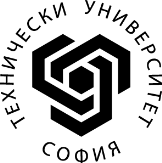 ТЕХНИЧЕСКИ УНИВЕРСИТЕТ
СОФИЯ